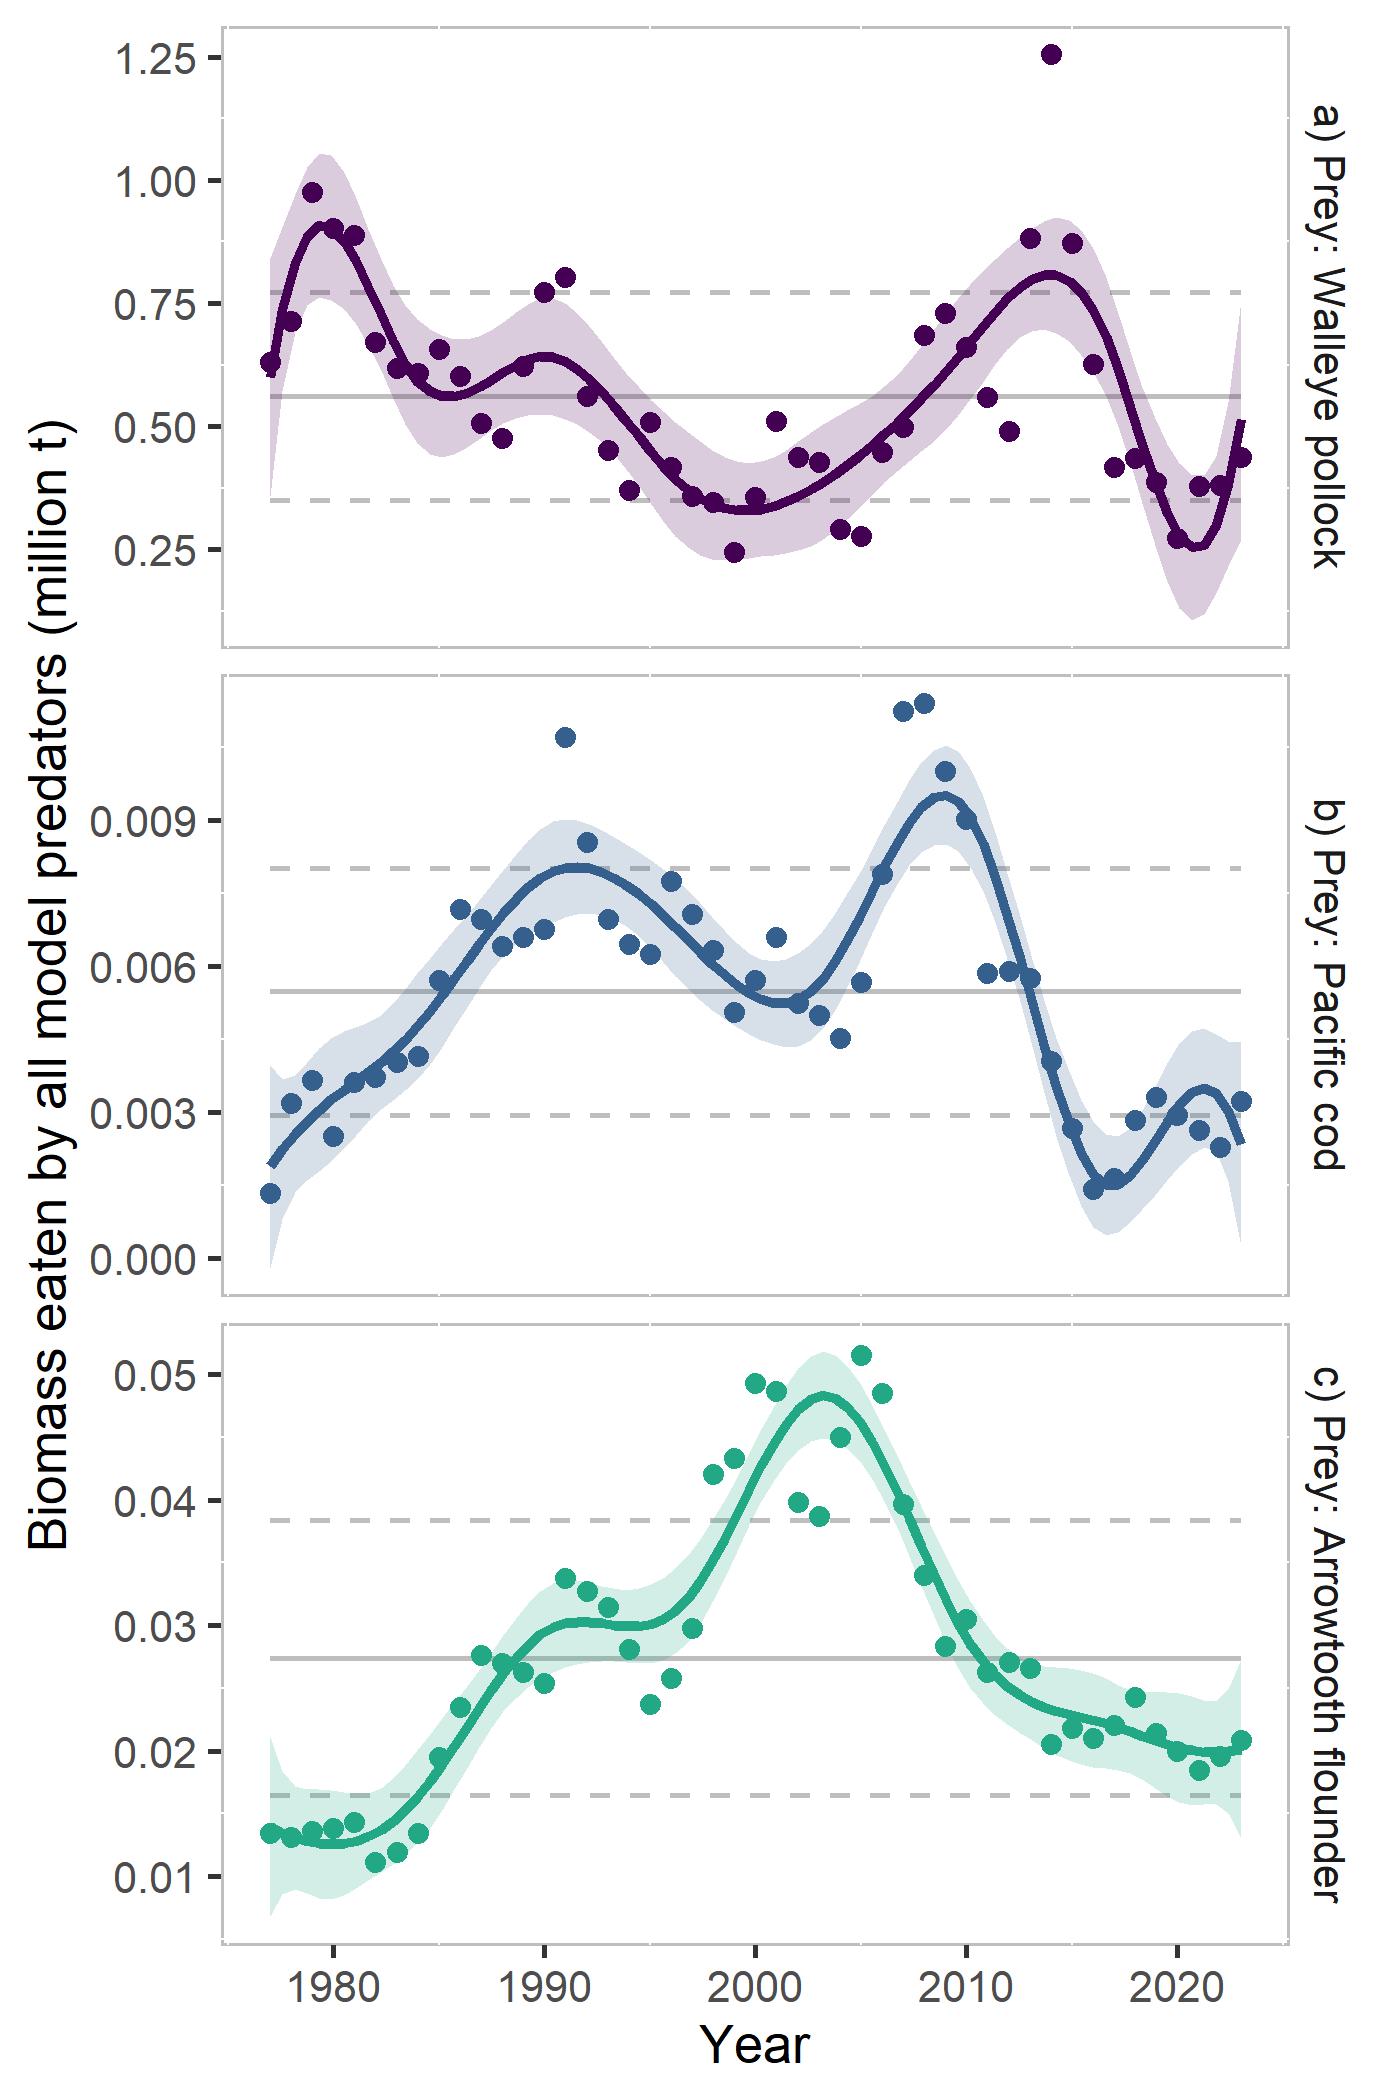 Biomass eaten by all model predators (million t)
1.25
1.00
0.75
0.50
0.25
a) Prey: Walleye pollock
0.009
0.006
0.003
0.000
b) Prey: Pacific cod
0.05
0.04
0.03
0.02
0.01
c) Prey: Arrowtooth flounder
1980 1990 2000 2010 2020
Year